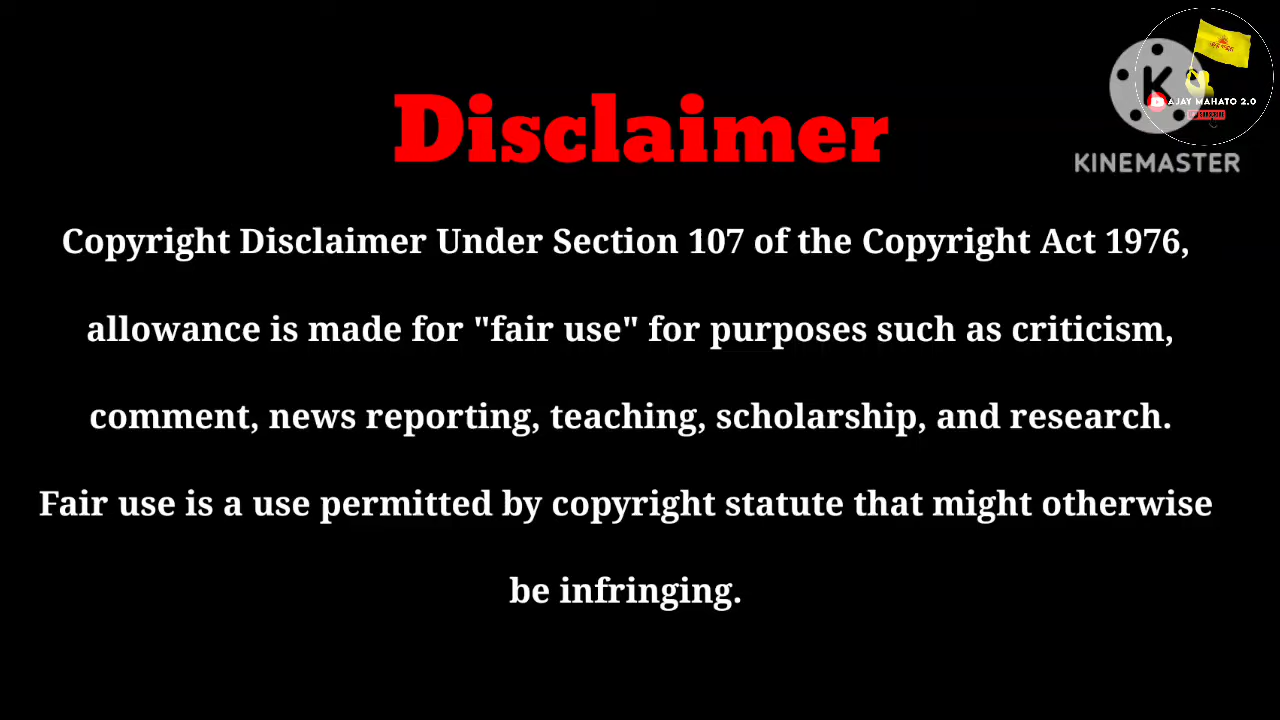 Disclaimer
K
AJAY MAHATO 2.0
KINEMASTER
Copyright Disclaimer Under Section 107 of the Copyright Act 1976,
allowance is made for "fair use" for purposes such as criticism,
comment, news reporting, teaching, scholarship, and research.
Fair use is a use permitted by copyright statute that might otherwise
be infringing.